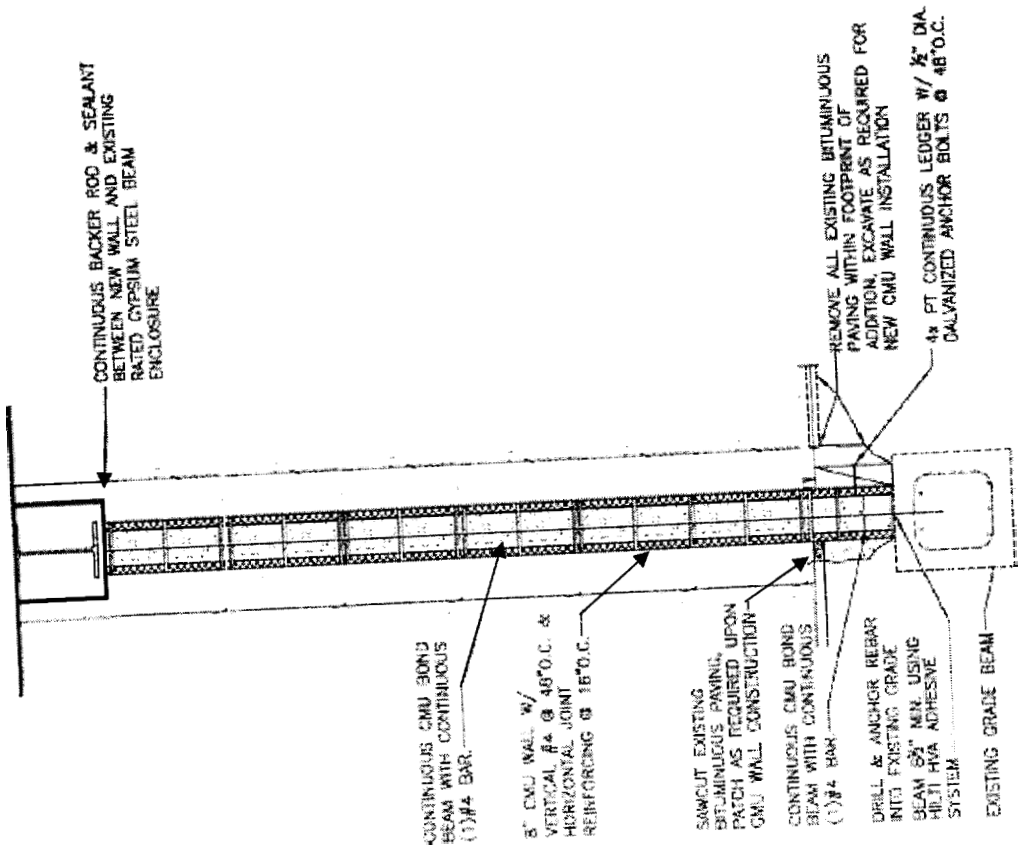 CONTINUOUS BACKER ROD & SEALANT
BETWEEN NEW WALL AND EXISTING
RATED GYPSUM STEEL BEAM
ENCLOSURE
CONTINUOUS CMU BOND
BEAM WITH CONTINUOUS
(1)#4 BAR
8" CMU WALL W/
VERTICAL #4 @ 48"O.C. &
HORIZONTAL JOINT
REINFORCING @ 16"O.C.
SAWCUT EXISTING
BITUMINUOUS PAVING,
PATCH AS REQUIRED UPON
CMU WALL CONSTRUCTION
CONTINUOUS CMU BOND
BEAM WITH CONTINUOUS
(1)#4 BAR
DRILL & ANCHOR REBAR
INTO EXISTING GRADE
BEAM MIN. USING
HILTI HVA ADHESIVE
SYSTEM
EXISTING GRADE BEAM
REMOVE ALL EXISTING BITUMINUOUS
PAVING WITHIN FOOTPRINT OF
ADDITION, EXCAVATE AS REQUIRED FOR
NEW CMU WALL INSTALLATION
4x PT CONTINUOUS LEDGER W/ ½" DIA.
GALVANIZED ANCHOR BOLTS @ 48"O.C.